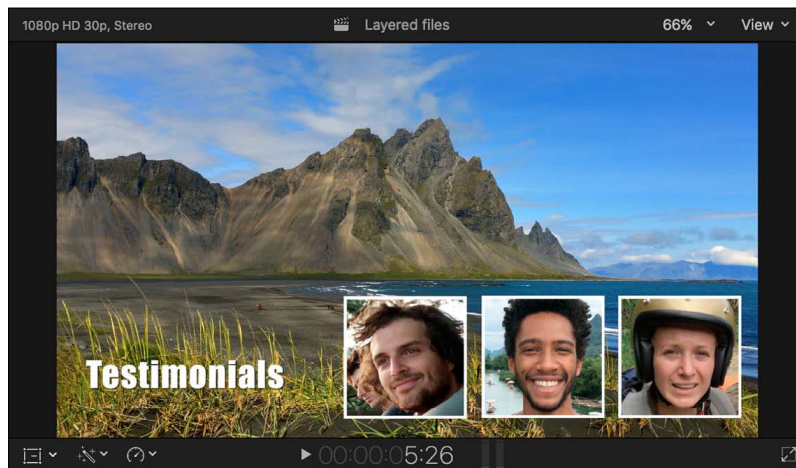 1080p HD 30p, Stereo
Layered files
66%
View
Testimonials
00:00:05:26